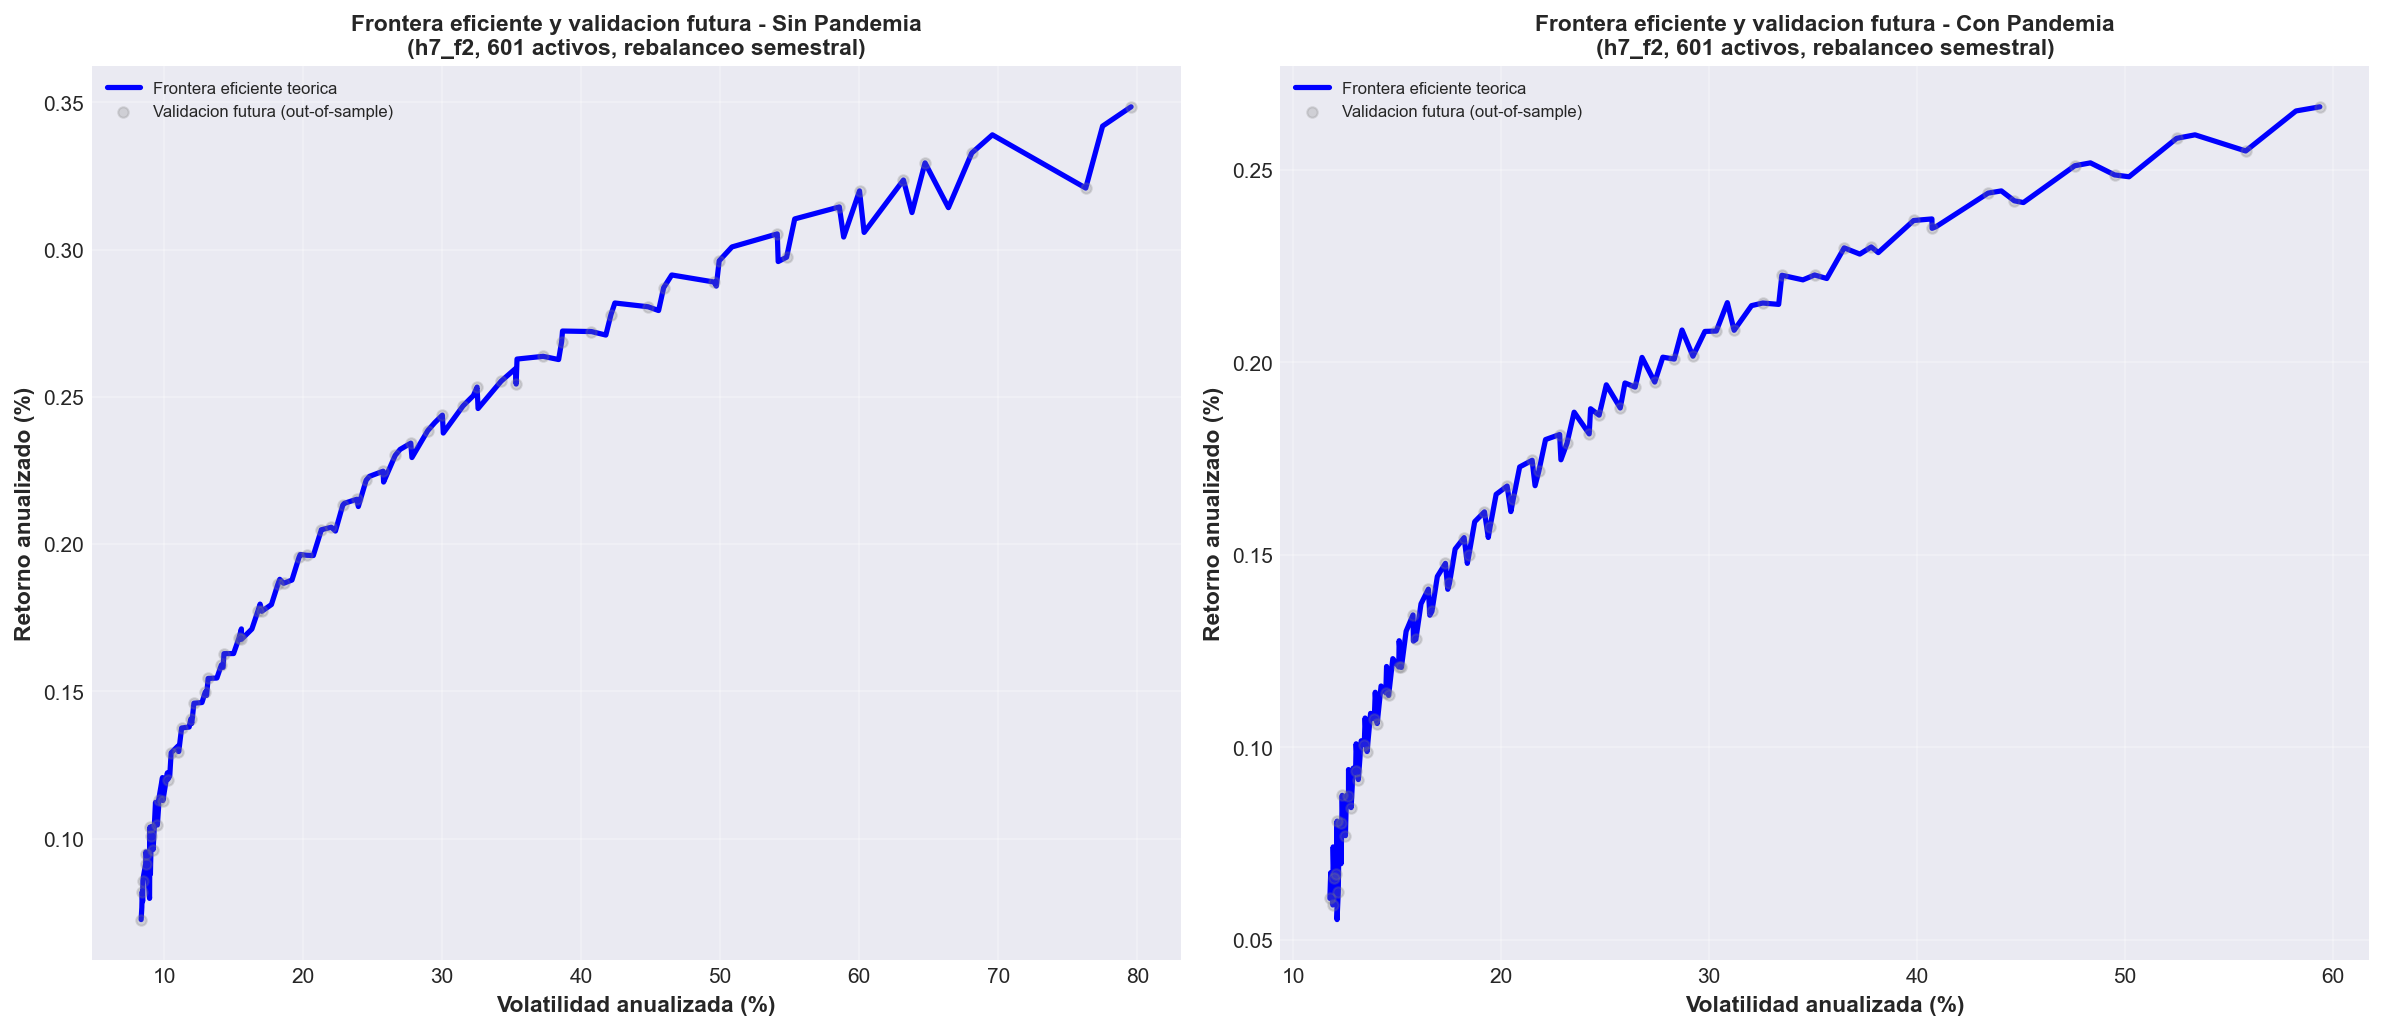 Frontera eficiente y validacion futura - Sin Pandemia
(h7_f2, 601 activos, rebalanceo semestral)
Frontera eficiente teorica
Validacion futura (out-of-sample)
Retorno anualizado (%)
0.35
0.30
0.25
0.20
0.15
0.10
10
20
30
40
50
60
70
80
Volatilidad anualizada (%)
Frontera eficiente y validacion futura - Con Pandemia
(h7_f2, 601 activos, rebalanceo semestral)
Frontera eficiente teorica
Validacion futura (out-of-sample)
Retorno anualizado (%)
0.25
0.20
0.15
0.10
0.05
10
20
30
40
50
60
Volatilidad anualizada (%)